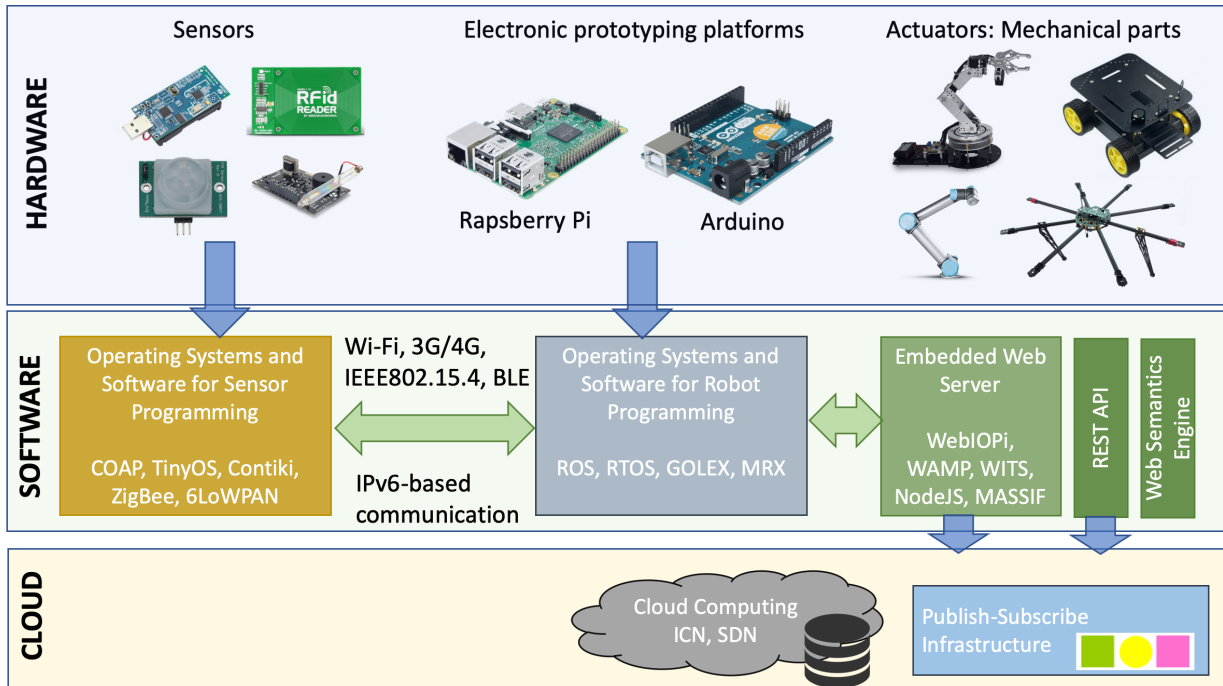 HARDWARE
Sensors
Electronic prototyping platforms
Actuators: Mechanical parts
RFid
READER
ARDUINO
Rapsberry Pi
Arduino
SOFTWARE
Operating Systems and
Software for Sensor
Programming
COAP, TinyOS, Contiki,
ZigBee, 6LoWPAN
Wi-Fi, 3G/4G,
IEEE802.15.4, BLE
IPv6-based
communication
Operating Systems and
Software for Robot
Programming
ROS, RTOS, GOLEX, MRX
Embedded Web
Server
WebIOPi,
WAMP, WITS,
NodeJS, MASSIF
REST API
Web Semantics
Engine
CLOUD
Cloud Computing
ICN, SDN
Publish-Subscribe
Infrastructure